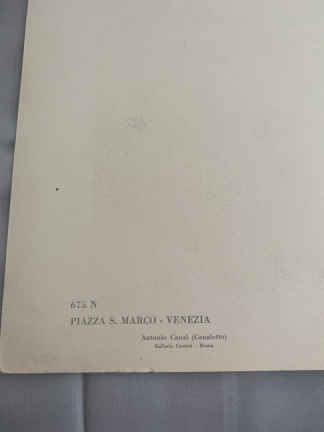 675 N
PIAZZA S. MARCO - VENEZIA
Antonio Canal (Canaletto)
Galleria Corsini - Roma